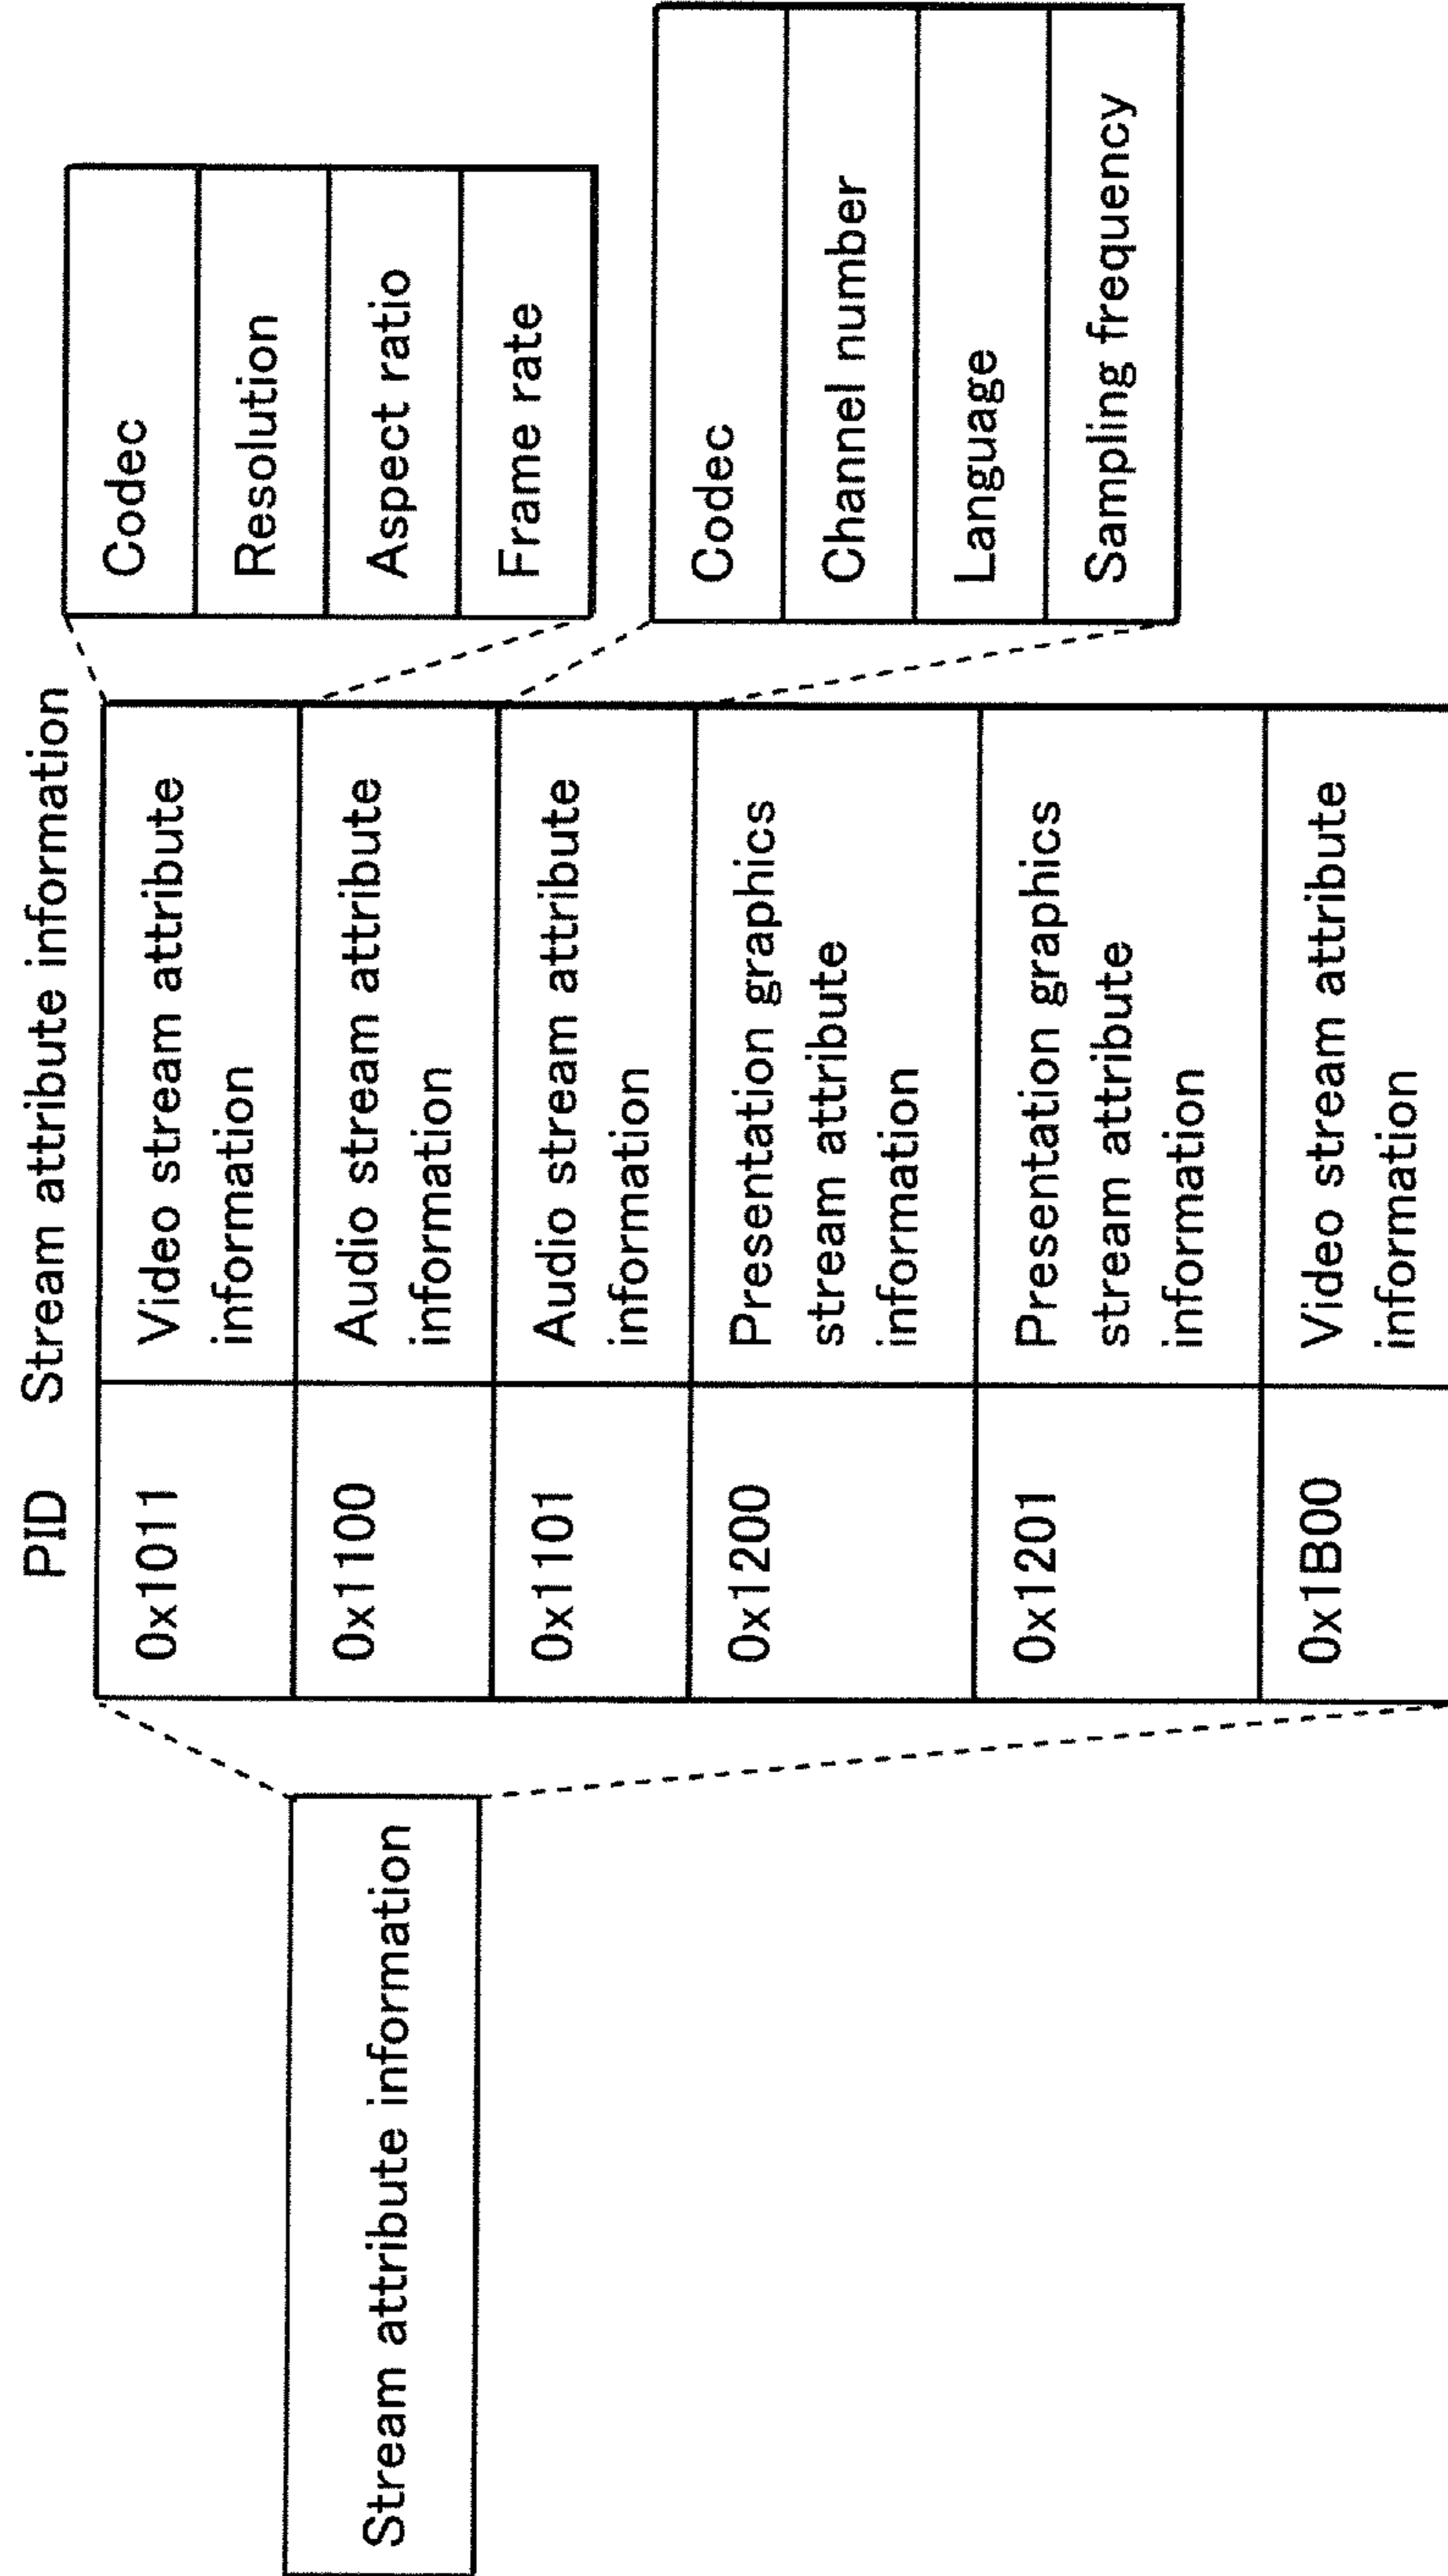 Stream attribute information
PID Stream attribute information
0x1011 Video stream attribute
information
0x1100 Audio stream attribute
information
0x1101 Audio stream attribute
information
0x1200 Presentation graphics
stream attribute
information
0x1201 Presentation graphics
stream attribute
information
0x1B00 Video stream attribute
information
Codec
Resolution
Aspect ratio
Frame rate
Codec
Channel number
Language
Sampling frequency